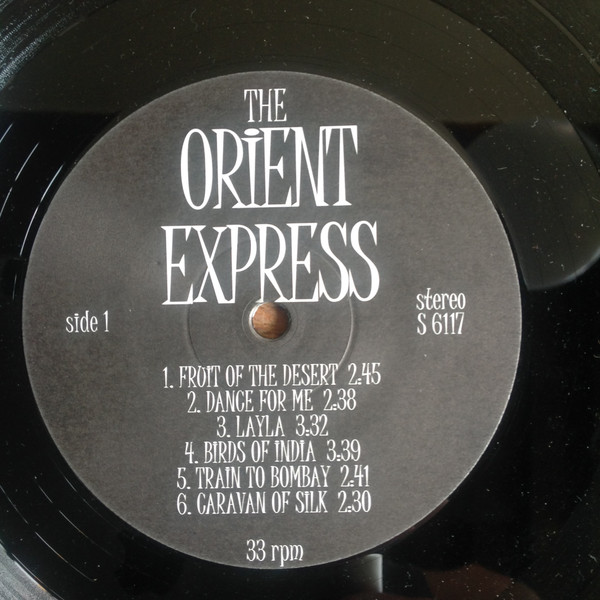 THE
ORiENT
EXPRESS
side 1
stereo
S 6117
1. FRUIT OF THE DESERT 2:45
2. DANCE FOR ME 2:38
3. LAYLA 3:32
4. BIRDS OF INDIA 3:39
5. TRAIN TO BOMBAY 2:41
6. CARAVAN OF SILK 2:30
33 rpm